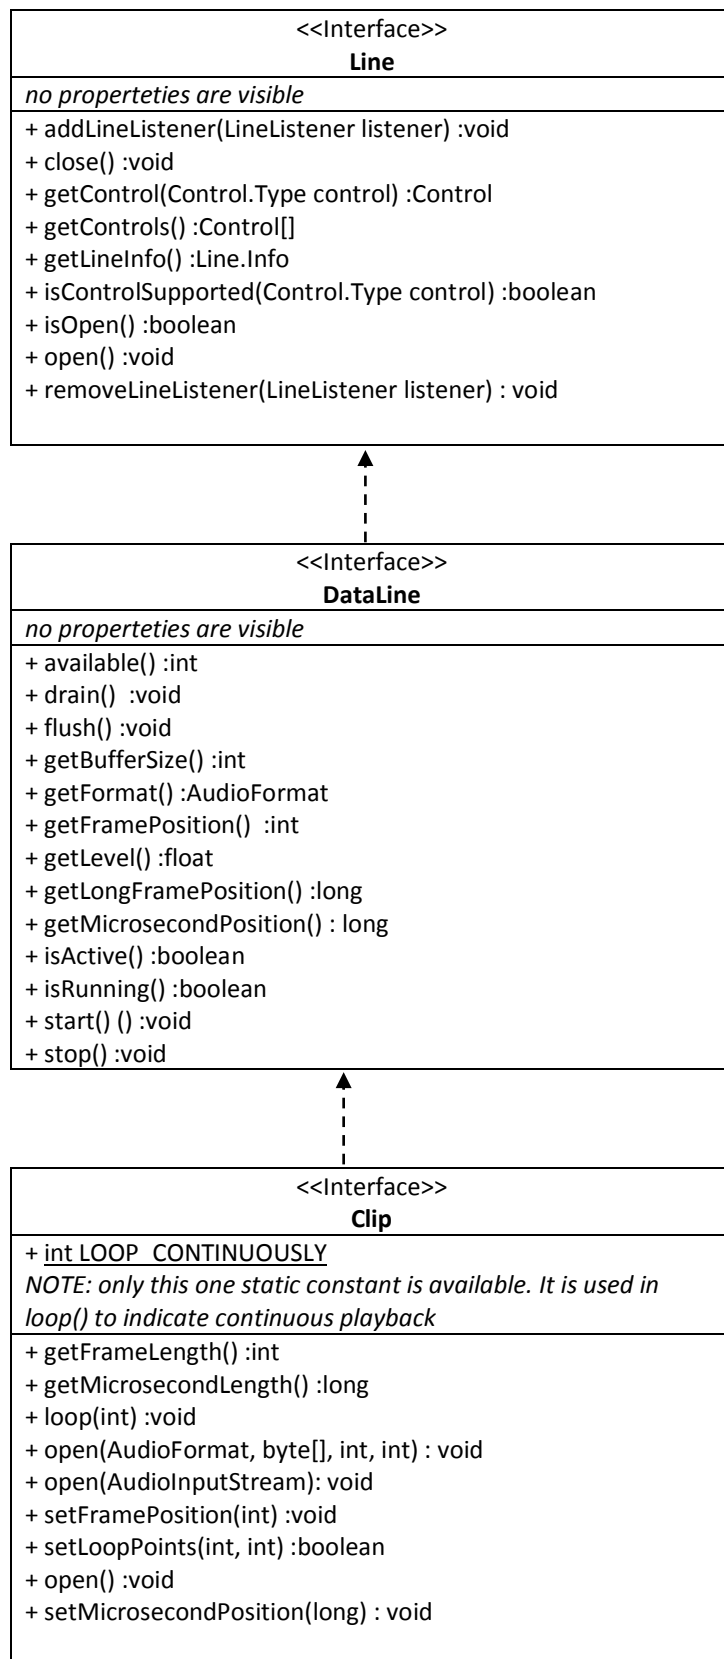 <<Interface>>
Line
no properteties are visible
+ addLineListener(LineListener listener) :void
+ close() :void
+ getControl(Control.Type control) :Control
+ getControls() :Control[]
+ getLineInfo() :Line.Info
+ isControlSupported(Control.Type control) :boolean
+ isOpen() :boolean
+ open() :void
+ removeLineListener(LineListener listener) : void
<<Interface>>
DataLine
no properteties are visible
+ available() :int
+ drain()  :void
+ flush() :void
+ getBufferSize() :int
+ getFormat() :AudioFormat
+ getFramePosition()  :int
+ getLevel() :float
+ getLongFramePosition() :long
+ getMicrosecondPosition() : long
+ isActive() :boolean
+ isRunning() :boolean
+ start() () :void
+ stop() :void
<<Interface>>
Clip
+ int LOOP_CONTINUOUSLY
NOTE: only this one static constant is available. It is used in
loop() to indicate continuous playback
+ getFrameLength() :int
+ getMicrosecondLength() :long
+ loop(int) :void
+ open(AudioFormat, byte[], int, int) : void
+ open(AudioInputStream): void
+ setFramePosition(int) :void
+ setLoopPoints(int, int) :boolean
+ open() :void
+ setMicrosecondPosition(long) : void